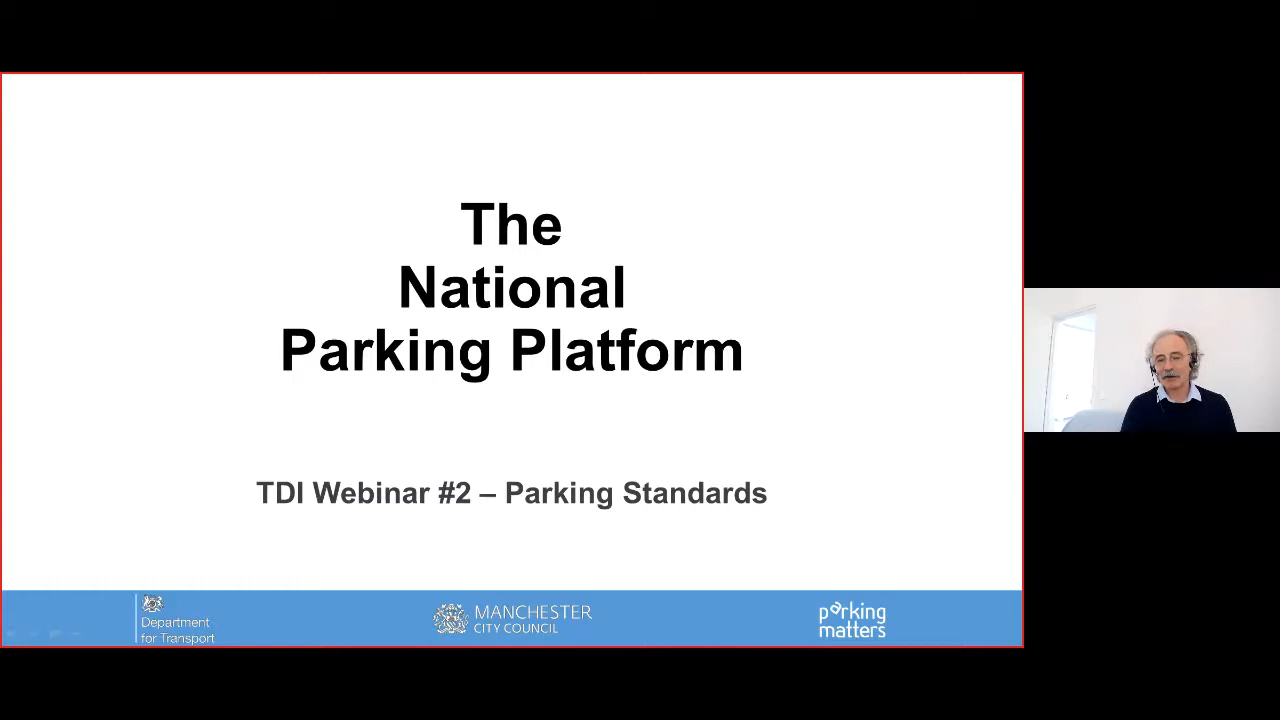 The
National
Parking Platform
TDI Webinar #2 – Parking Standards
Department
for Transport
MANCHESTER
CITY COUNCIL
parking
matters